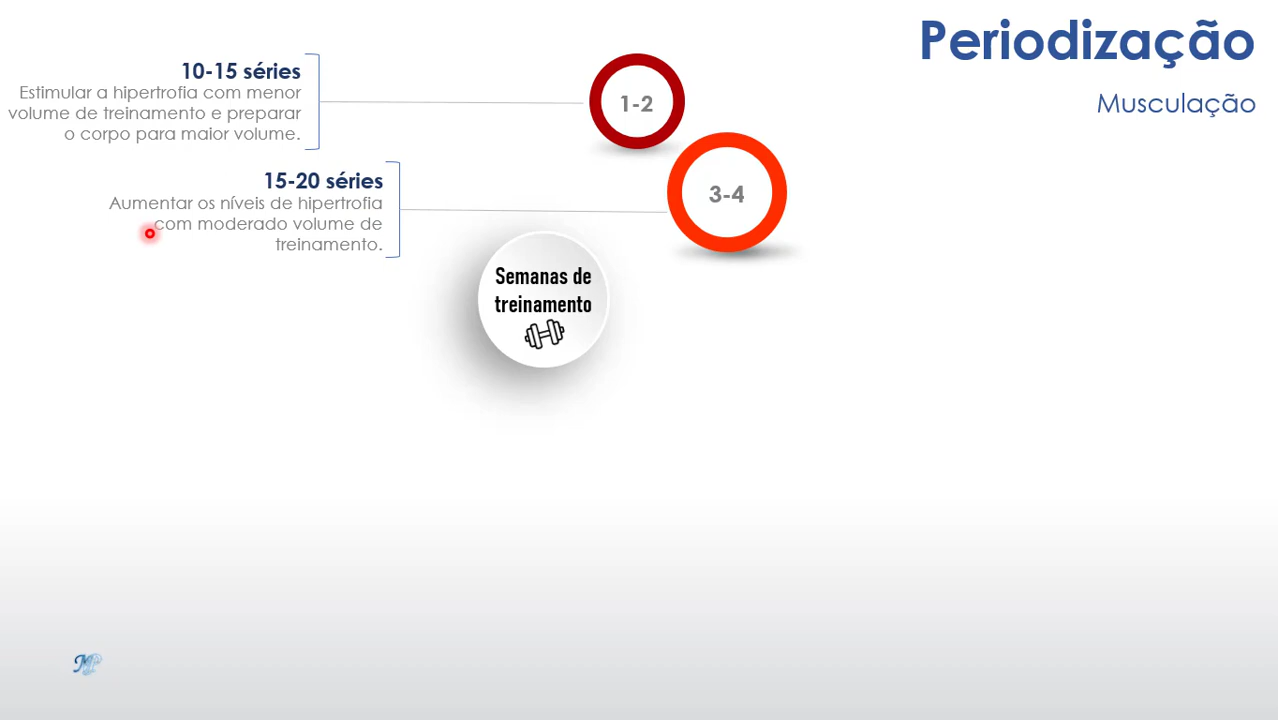 Periodização
Musculação
10-15 séries
Estimular a hipertrofia com menor
volume de treinamento e preparar
o corpo para maior volume.
1-2
15-20 séries
Aumentar os níveis de hipertrofia
com moderado volume de
treinamento.
3-4
Semanas de
treinamento